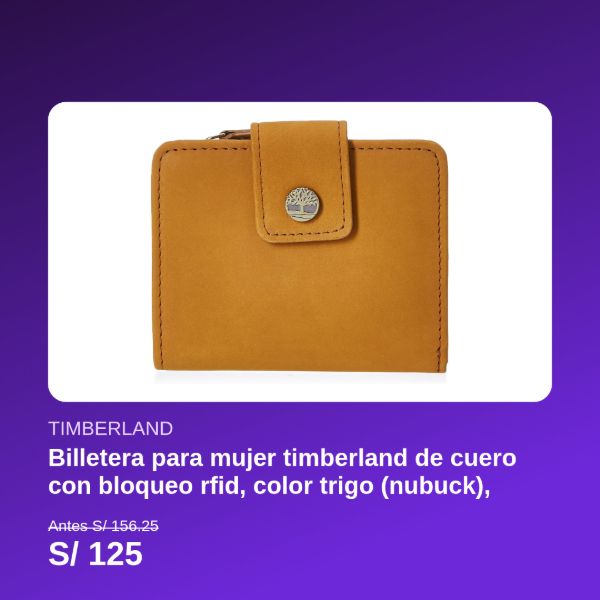 TIMBERLAND
Billetera para mujer timberland de cuero
con bloqueo rfid, color trigo (nubuck),
Antes S/ 156.25
S/ 125